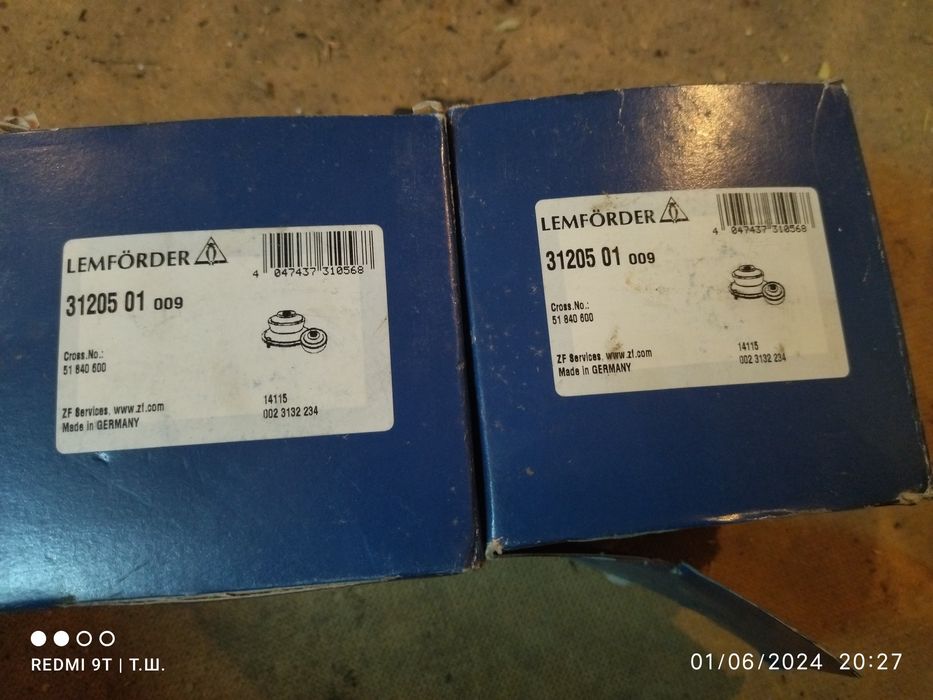 LEMFÖRDER
4 047437 310568
31205 01 009
Cross.No.:
51 840 600
ZF Services, www.zf.com
Made in GERMANY
14115
002 3132 234
LEMFÖRDER
4 047437 310568
31205 01 009
Cross.No.:
51 840 600
ZF Services, www.zf.com
Made in GERMANY
14115
002 3132 234
REDMI 9T | Т.Ш.
01/06/2024 20:27